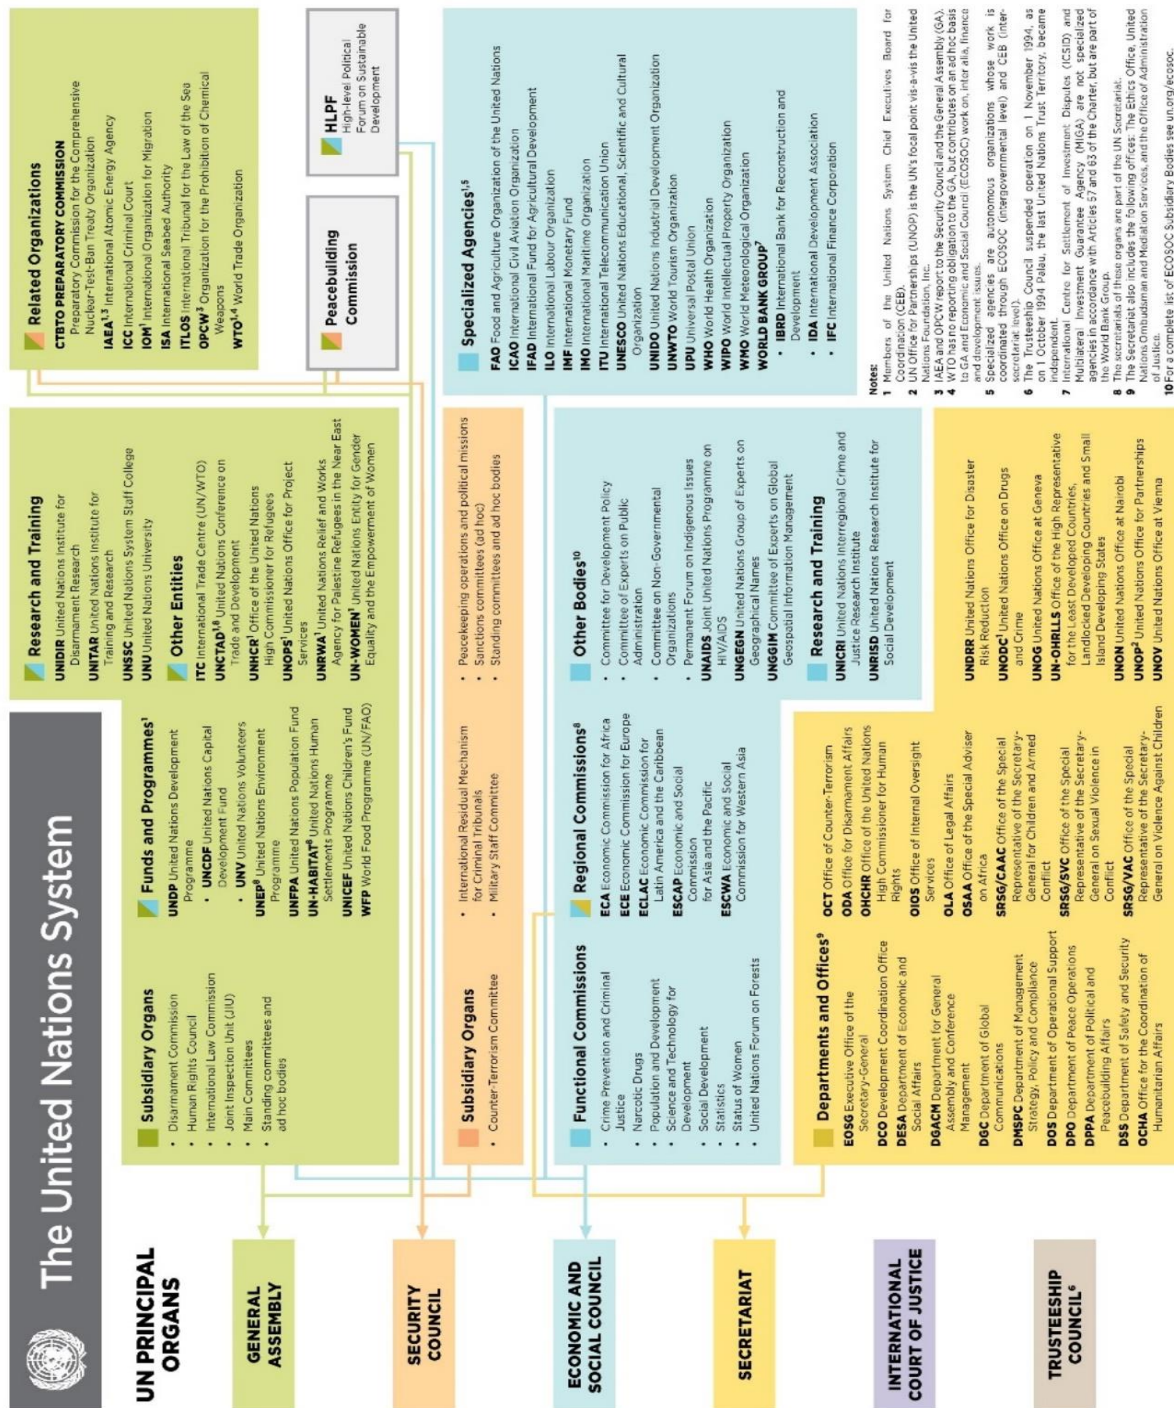 The United Nations System
UN PRINCIPAL
ORGANS
GENERAL
ASSEMBLY
SECURITY
COUNCIL
ECONOMIC AND
SOCIAL COUNCIL
SECRETARIAT
INTERNATIONAL
COURT OF JUSTICE
TRUSTEESHIP
COUNCIL⁶
Subsidiary Organs
• Disarmament Commission
• Human Rights Council
• International Law Commission
• Joint Inspection Unit (JIU)
• Main Committees
• Standing committees and
ad hoc bodies
Funds and Programmes¹
UNDP United Nations Development
Programme
• UNCDF United Nations Capital
Development Fund
• UNV United Nations Volunteers
UNEP⁸ United Nations Environment
Programme
UNFPA United Nations Population Fund
UN-HABITAT⁸ United Nations Human
Settlements Programme
UNICEF United Nations Children's Fund
WFP World Food Programme (UN/FAO)
Research and Training
UNIDIR United Nations Institute for
Disarmament Research
UNITAR United Nations Institute for
Training and Research
UNSSC United Nations System Staff College
UNU United Nations University
Other Entities
ITC International Trade Centre (UN/WTO)
UNCTAD¹,⁸ United Nations Conference on
Trade and Development
UNHCR¹ Office of the United Nations
High Commissioner for Refugees
UNOPS¹ United Nations Office for Project
Services
UNRWA¹ United Nations Relief and Works
Agency for Palestine Refugees in the Near East
UN-WOMEN¹ United Nations Entity for Gender
Equality and the Empowerment of Women
Related Organizations
CTBTO PREPARATORY COMMISSION
Preparatory Commission for the Comprehensive
Nuclear-Test-Ban Treaty Organization
IAEA¹,³ International Atomic Energy Agency
ICC International Criminal Court
IOM¹ International Organization for Migration
ISA International Seabed Authority
ITLOS International Tribunal for the Law of the Sea
OPCW³ Organization for the Prohibition of Chemical
Weapons
WTO¹,⁴ World Trade Organization
Peacebuilding
Commission
HLPF
High-level Political
Forum on Sustainable
Development
Subsidiary Organs
• Counter-Terrorism Committee
• International Residual Mechanism
for Criminal Tribunals
• Military Staff Committee
• Peacekeeping operations and political missions
• Sanctions committees (ad hoc)
• Standing committees and ad hoc bodies
Functional Commissions
• Crime Prevention and Criminal
Justice
• Narcotic Drugs
• Population and Development
• Science and Technology for
Development
• Social Development
• Statistics
• Status of Women
• United Nations Forum on Forests
Regional Commissions⁸
ECA Economic Commission for Africa
ECE Economic Commission for Europe
ECLAC Economic Commission for
Latin America and the Caribbean
ESCAP Economic and Social
Commission
for Asia and the Pacific
ESCWA Economic and Social
Commission for Western Asia
Other Bodies¹⁰
• Committee for Development Policy
• Committee of Experts on Public
Administration
• Committee on Non-Governmental
Organizations
• Permanent Forum on Indigenous Issues
UNAIDS Joint United Nations Programme on
HIV/AIDS
UNGEGN United Nations Group of Experts on
Geographical Names
UNGGIM Committee of Experts on Global
Geospatial Information Management
Research and Training
UNICRI United Nations Interregional Crime and
Justice Research Institute
UNRISD United Nations Research Institute for
Social Development
Specialized Agencies¹,⁵
FAO Food and Agriculture Organization of the United Nations
ICAO International Civil Aviation Organization
IFAD International Fund for Agricultural Development
ILO International Labour Organization
IMF International Monetary Fund
IMO International Maritime Organization
ITU International Telecommunication Union
UNESCO United Nations Educational, Scientific and Cultural
Organization
UNIDO United Nations Industrial Development Organization
UNWTO World Tourism Organization
UPU Universal Postal Union
WHO World Health Organization
WIPO World Intellectual Property Organization
WMO World Meteorological Organization
WORLD BANK GROUP⁷
• IBRD International Bank for Reconstruction and
Development
• IDA International Development Association
• IFC International Finance Corporation
Departments and Offices⁹
EOSG Executive Office of the
Secretary-General
DCO Development Coordination Office
DESA Department of Economic and
Social Affairs
DGACM Department for General
Assembly and Conference
Management
DGC Department of Global
Communications
DMSPC Department of Management
Strategy, Policy and Compliance
DOS Department of Operational Support
DPO Department of Peace Operations
DPPA Department of Political and
Peacebuilding Affairs
DSS Department of Safety and Security
OCHA Office for the Coordination of
Humanitarian Affairs
OCT Office of Counter-Terrorism
ODA Office for Disarmament Affairs
OHCHR Office of the United Nations
High Commissioner for Human
Rights
OIOS Office of Internal Oversight
Services
OLA Office of Legal Affairs
OSAA Office of the Special Adviser
on Africa
SRSG/CAAC Office of the Special
Representative of the Secretary-
General for Children and Armed
Conflict
SRSG/SVC Office of the Special
Representative of the Secretary-
General on Sexual Violence in
Conflict
SRSG/VAC Office of the Special
Representative of the Secretary-
General on Violence Against Children
UNDRR United Nations Office for Disaster
Risk Reduction
UNODC¹ United Nations Office on Drugs
and Crime
UNOG United Nations Office at Geneva
UN-OHRLLS Office of the High Representative
for the Least Developed Countries,
Landlocked Developing Countries and Small
Island Developing States
UNON United Nations Office at Nairobi
UNOP² United Nations Office for Partnerships
UNOV United Nations Office at Vienna
Notes:
1 Members of the United Nations System Chief Executives Board for
Coordination (CEB).
2 UN Office for Partnerships (UNOP) is the UN's focal point vis-a-vis the United
Nations Foundation, Inc.
3 IAEA and OPCW report to the Security Council and the General Assembly (GA).
4 WTO has no reporting obligation to the GA, but contributes on an ad hoc basis
to GA and Economic and Social Council (ECOSOC) work on, inter alia, finance
and development issues.
5 Specialized agencies are autonomous organizations whose work is
coordinated through ECOSOC (intergovernmental level) and CEB (inter-
secretariat level).
6 The Trusteeship Council suspended operation on 1 November 1994, as
on 1 October 1994 Palau, the last United Nations Trust Territory, became
independent.
7 International Centre for Settlement of Investment Disputes (ICSID) and
Multilateral Investment Guarantee Agency (MIGA) are not specialized
agencies in accordance with Articles 57 and 63 of the Charter, but are part of
the World Bank Group.
8 The secretariats of these organs are part of the UN Secretariat.
9 The Secretariat also includes the following offices: The Ethics Office, United
Nations Ombudsman and Mediation Services, and the Office of Administration
of Justice.
10 For a complete list of ECOSOC Subsidiary Bodies see un.org/ecosoc.